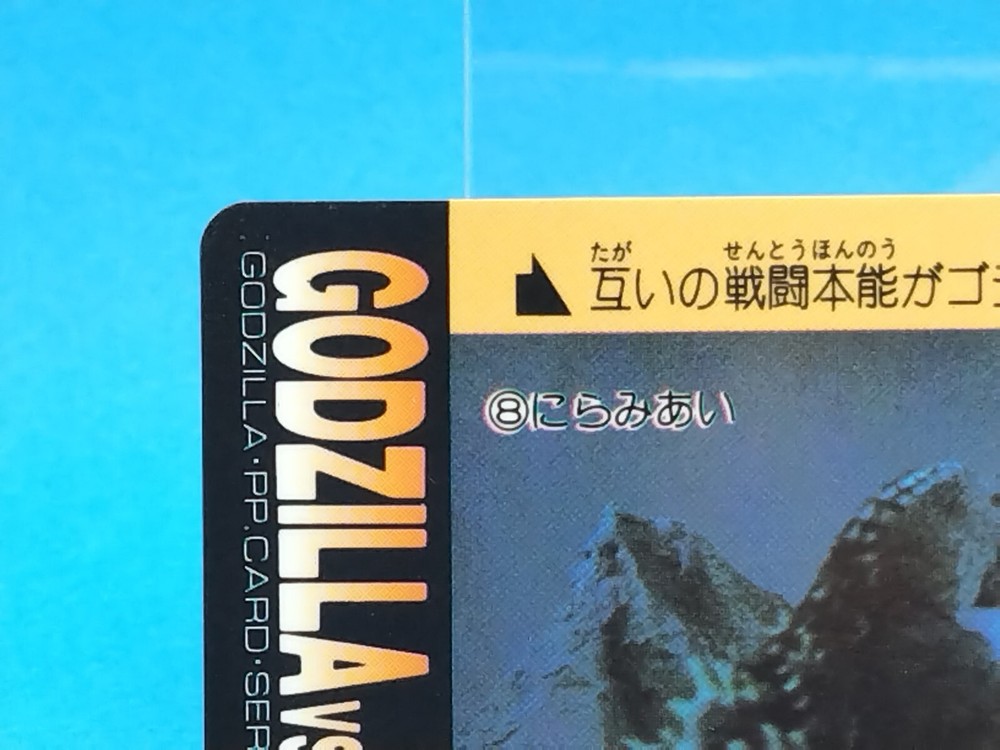 たが せんとうほんのう
互いの戦闘本能がゴ
⑧にらみあい
GODZILLA VS
GODZILLA・PP.CARD・SER